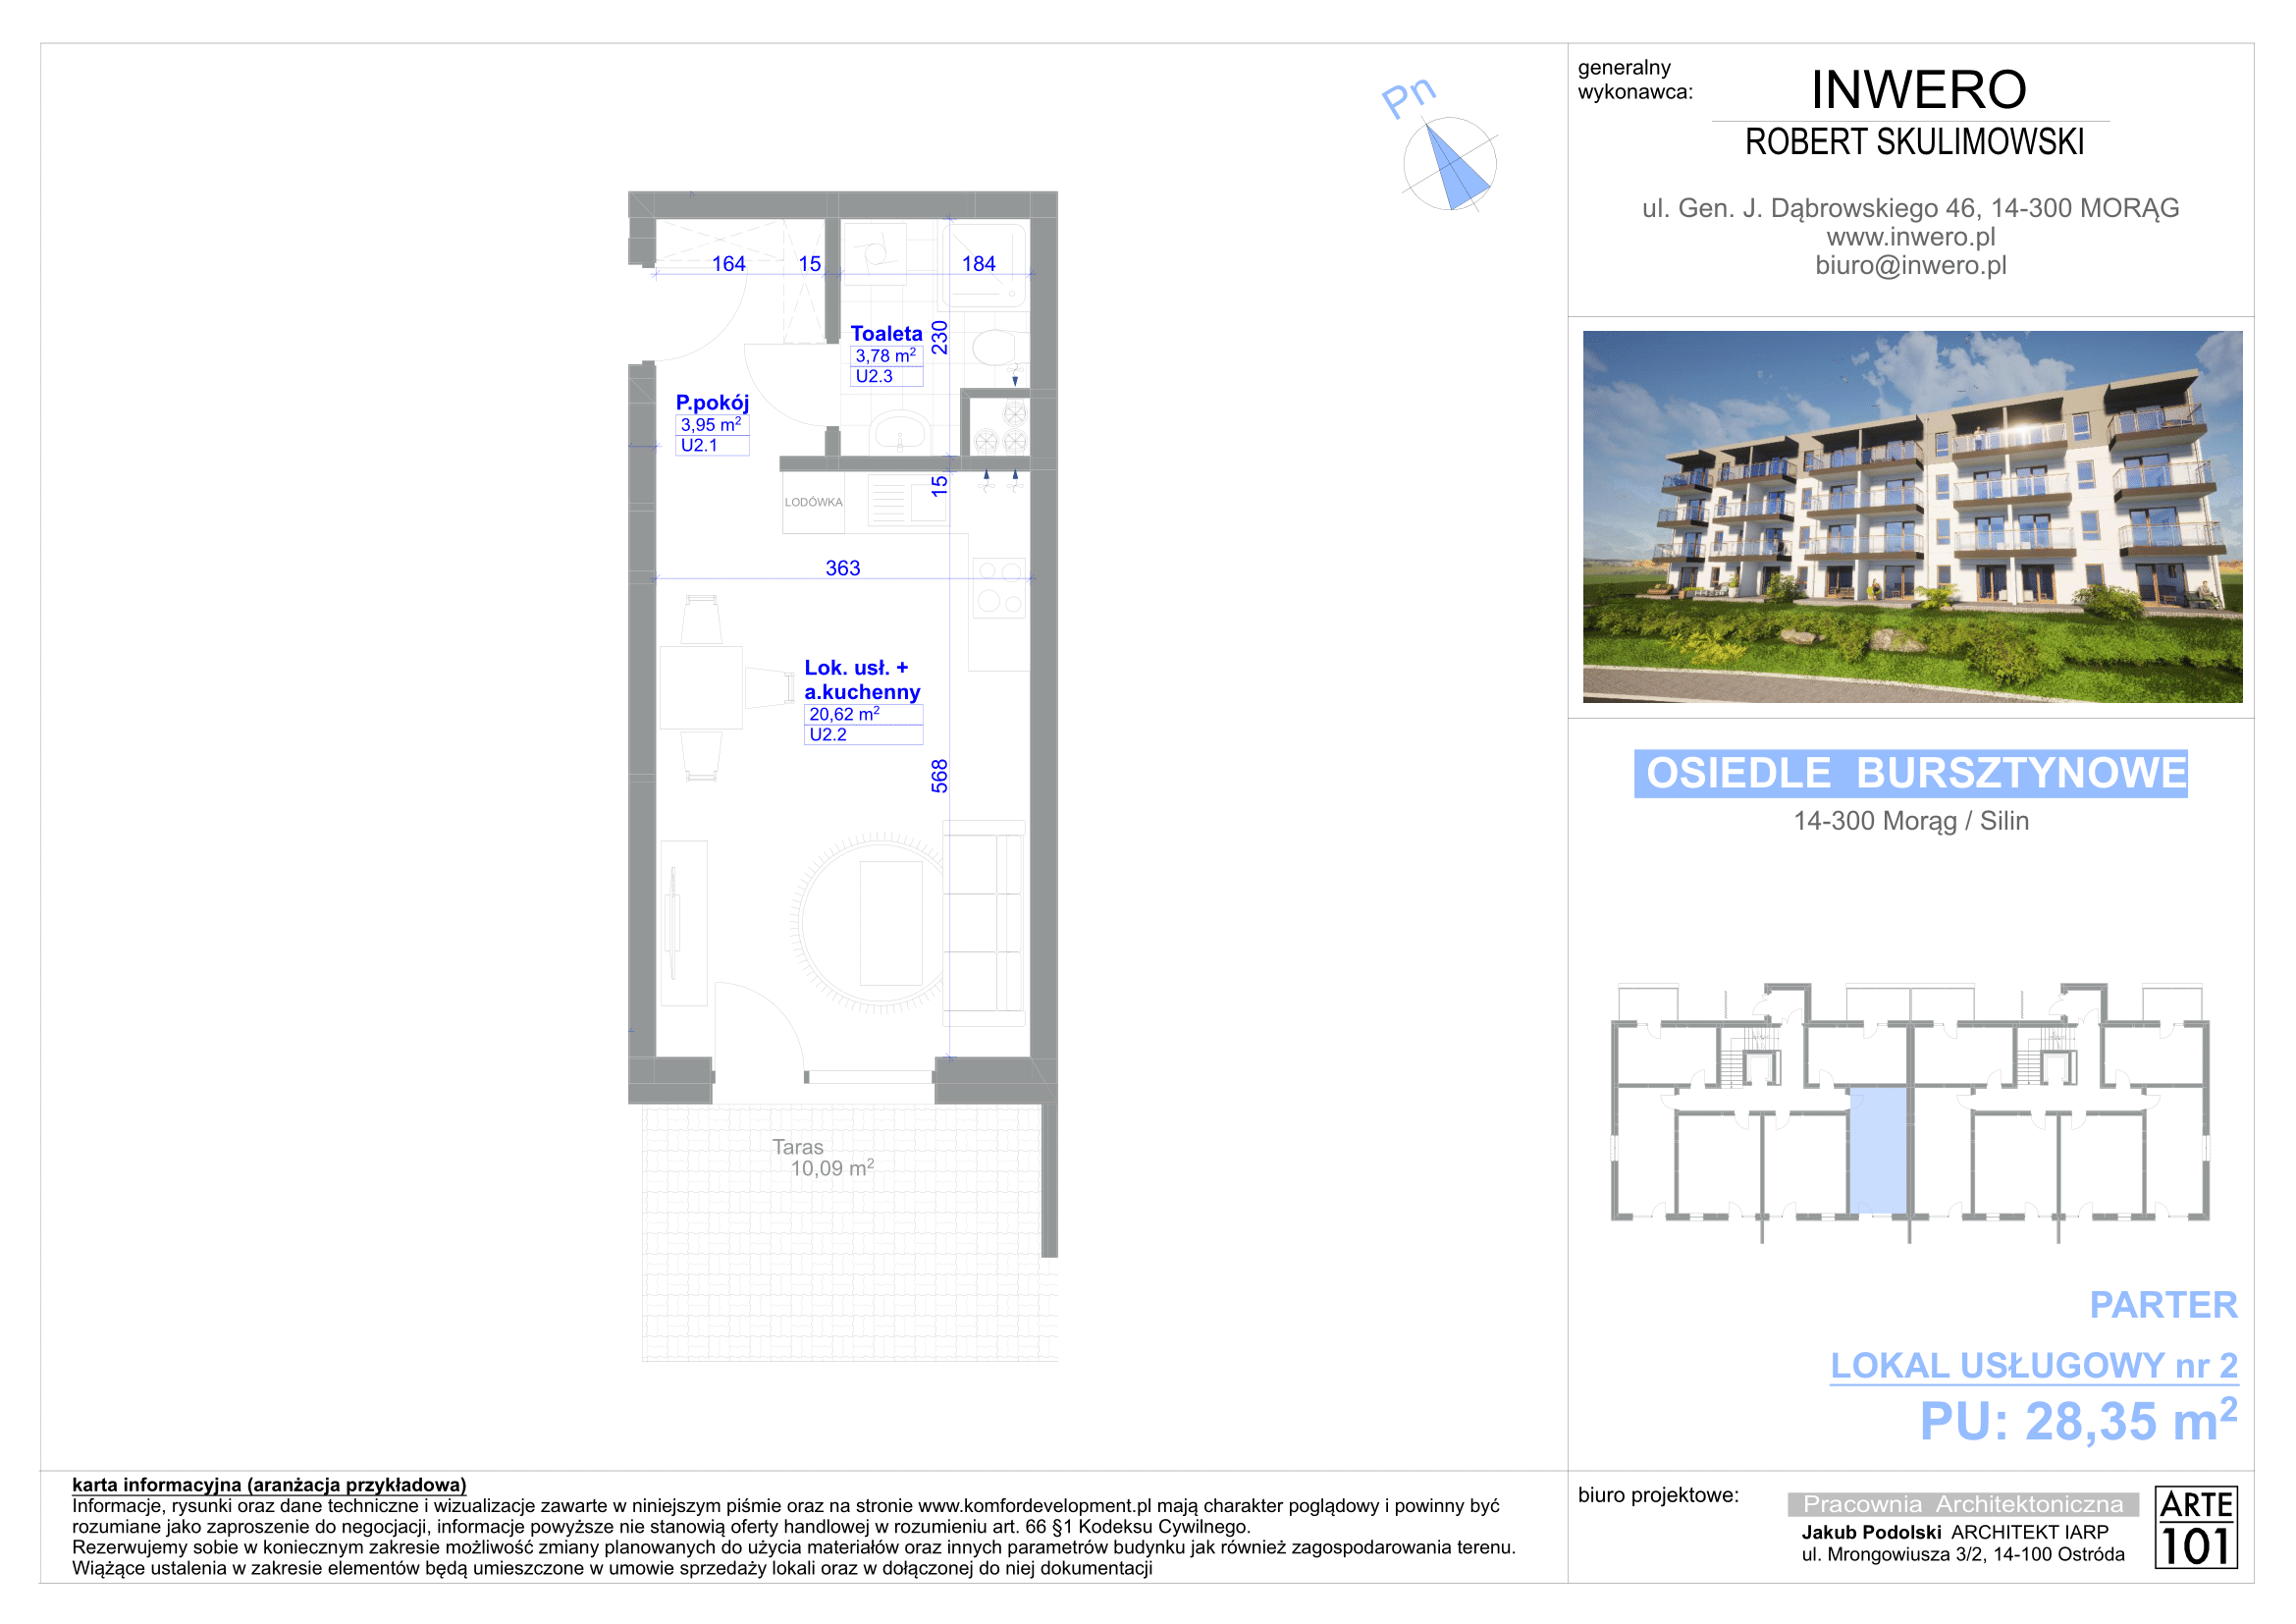 Pn
164
15
184
Toaleta
3,78 m²
U2.3
230
P.pokój
3,95 m²
U2.1
15
LODÓWKA
363
Lok. usł. +
a.kuchenny
20,62 m²
U2.2
568
Taras
10,09 m²
generalny
wykonawca:
INWERO
ROBERT SKULIMOWSKI
ul. Gen. J. Dąbrowskiego 46, 14-300 MORĄG
www.inwero.pl
biuro@inwero.pl
OSIEDLE BURSZTYNOWE
14-300 Morąg / Silin
PARTER
LOKAL USŁUGOWY nr 2
PU: 28,35 m²
karta informacyjna (aranżacja przykładowa)
Informacje, rysunki oraz dane techniczne i wizualizacje zawarte w niniejszym piśmie oraz na stronie www.komfordevelopment.pl mają charakter poglądowy i powinny być
rozumiane jako zaproszenie do negocjacji, informacje powyższe nie stanowią oferty handlowej w rozumieniu art. 66 §1 Kodeksu Cywilnego.
Rezerwujemy sobie w koniecznym zakresie możliwość zmiany planowanych do użycia materiałów oraz innych parametrów budynku jak również zagospodarowania terenu.
Wiążące ustalenia w zakresie elementów będą umieszczone w umowie sprzedaży lokali oraz w dołączonej do niej dokumentacji
biuro projektowe:
Pracownia Architektoniczna
Jakub Podolski ARCHITEKT IARP
ul. Mrongowiusza 3/2, 14-100 Ostróda
ARTE
101